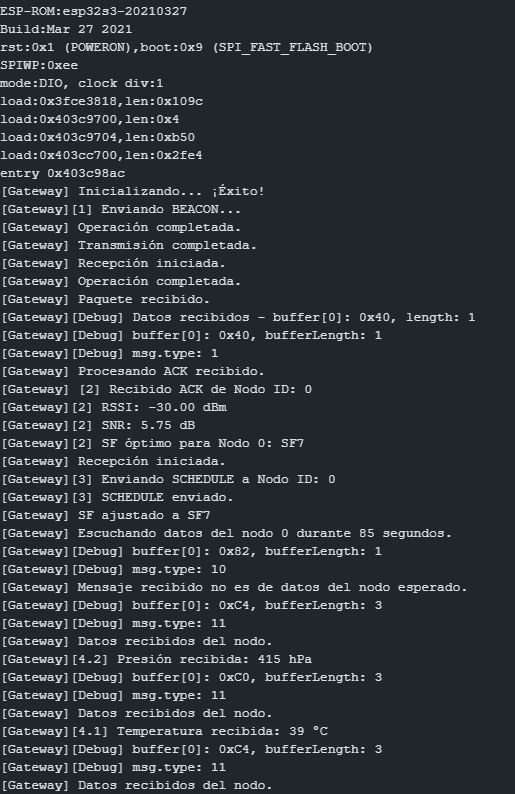 ESP-ROM:esp32s3-20210327
Build:Mar 27 2021
rst:0x1 (POWERON),boot:0x9 (SPI_FAST_FLASH_BOOT)
SPIWP:0xee
mode:DIO, clock div:1
load:0x3fce3818,len:0x109c
load:0x403c9700,len:0x4
load:0x403c9704,len:0xb50
load:0x403cc700,len:0x2fe4
entry 0x403c98ac
[Gateway] Inicializando... ¡Éxito!
[Gateway][1] Enviando BEACON...
[Gateway] Operación completada.
[Gateway] Transmisión completada.
[Gateway] Recepción iniciada.
[Gateway] Operación completada.
[Gateway] Paquete recibido.
[Gateway][Debug] Datos recibidos - buffer[0]: 0x40, length: 1
[Gateway][Debug] buffer[0]: 0x40, bufferLength: 1
[Gateway][Debug] msg.type: 1
[Gateway] Procesando ACK recibido.
[Gateway] [2] Recibido ACK de Nodo ID: 0
[Gateway][2] RSSI: -30.00 dBm
[Gateway][2] SNR: 5.75 dB
[Gateway][2] SF óptimo para Nodo 0: SF7
[Gateway] Recepción iniciada.
[Gateway][3] Enviando SCHEDULE a Nodo ID: 0
[Gateway][3] SCHEDULE enviado.
[Gateway] SF ajustado a SF7
[Gateway] Escuchando datos del nodo 0 durante 85 segundos.
[Gateway][Debug] buffer[0]: 0x82, bufferLength: 1
[Gateway][Debug] msg.type: 10
[Gateway] Mensaje recibido no es de datos del nodo esperado.
[Gateway][Debug] buffer[0]: 0xC4, bufferLength: 3
[Gateway][Debug] msg.type: 11
[Gateway] Datos recibidos del nodo.
[Gateway][4.2] Presión recibida: 415 hPa
[Gateway][Debug] buffer[0]: 0xC0, bufferLength: 3
[Gateway][Debug] msg.type: 11
[Gateway] Datos recibidos del nodo.
[Gateway][4.1] Temperatura recibida: 39 °C
[Gateway][Debug] buffer[0]: 0xC4, bufferLength: 3
[Gateway][Debug] msg.type: 11
[Gateway] Datos recibidos del nodo.